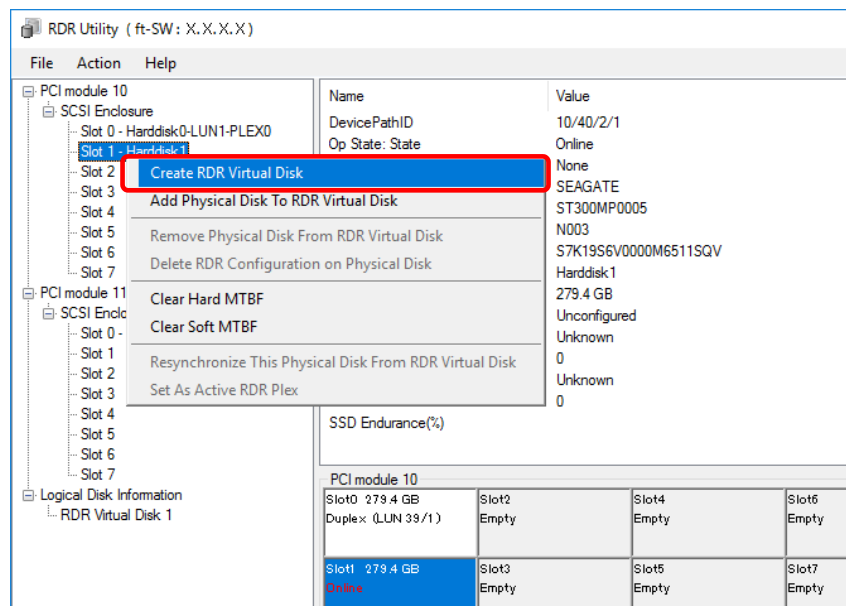 RDR Utility ( ft-SW : X.X.X.X )
File Action Help
PCI module 10
SCSI Enclosure
Slot 0 - Harddisk0-LUN1-PLEX0
Slot 1 - Harddisk1
Slot 2
Slot 3
Slot 4
Slot 5
Slot 6
Slot 7
PCI module 11
SCSI Enclo
Slot 0 -
Slot 1
Slot 2
Slot 3
Slot 4
Slot 5
Slot 6
Slot 7
Logical Disk Information
RDR Virtual Disk 1
Create RDR Virtual Disk
Add Physical Disk To RDR Virtual Disk
Remove Physical Disk From RDR Virtual Disk
Delete RDR Configuration on Physical Disk
Clear Hard MTBF
Clear Soft MTBF
Resynchronize This Physical Disk From RDR Virtual Disk
Set As Active RDR Plex
Name Value
DevicePathID 10/40/2/1
Op State: State Online
None
SEAGATE
ST300MP0005
N003
S7K19S6V0000M6511SQV
Harddisk1
279.4 GB
Unconfigured
Unknown
0
Unknown
0
SSD Endurance(%)
PCI module 10
Slot0 279.4 GB
Duplex (LUN 39/1)
Slot2
Empty
Slot4
Empty
Slot6
Empty
Slot1 279.4 GB
Online
Slot3
Empty
Slot5
Empty
Slot7
Empty